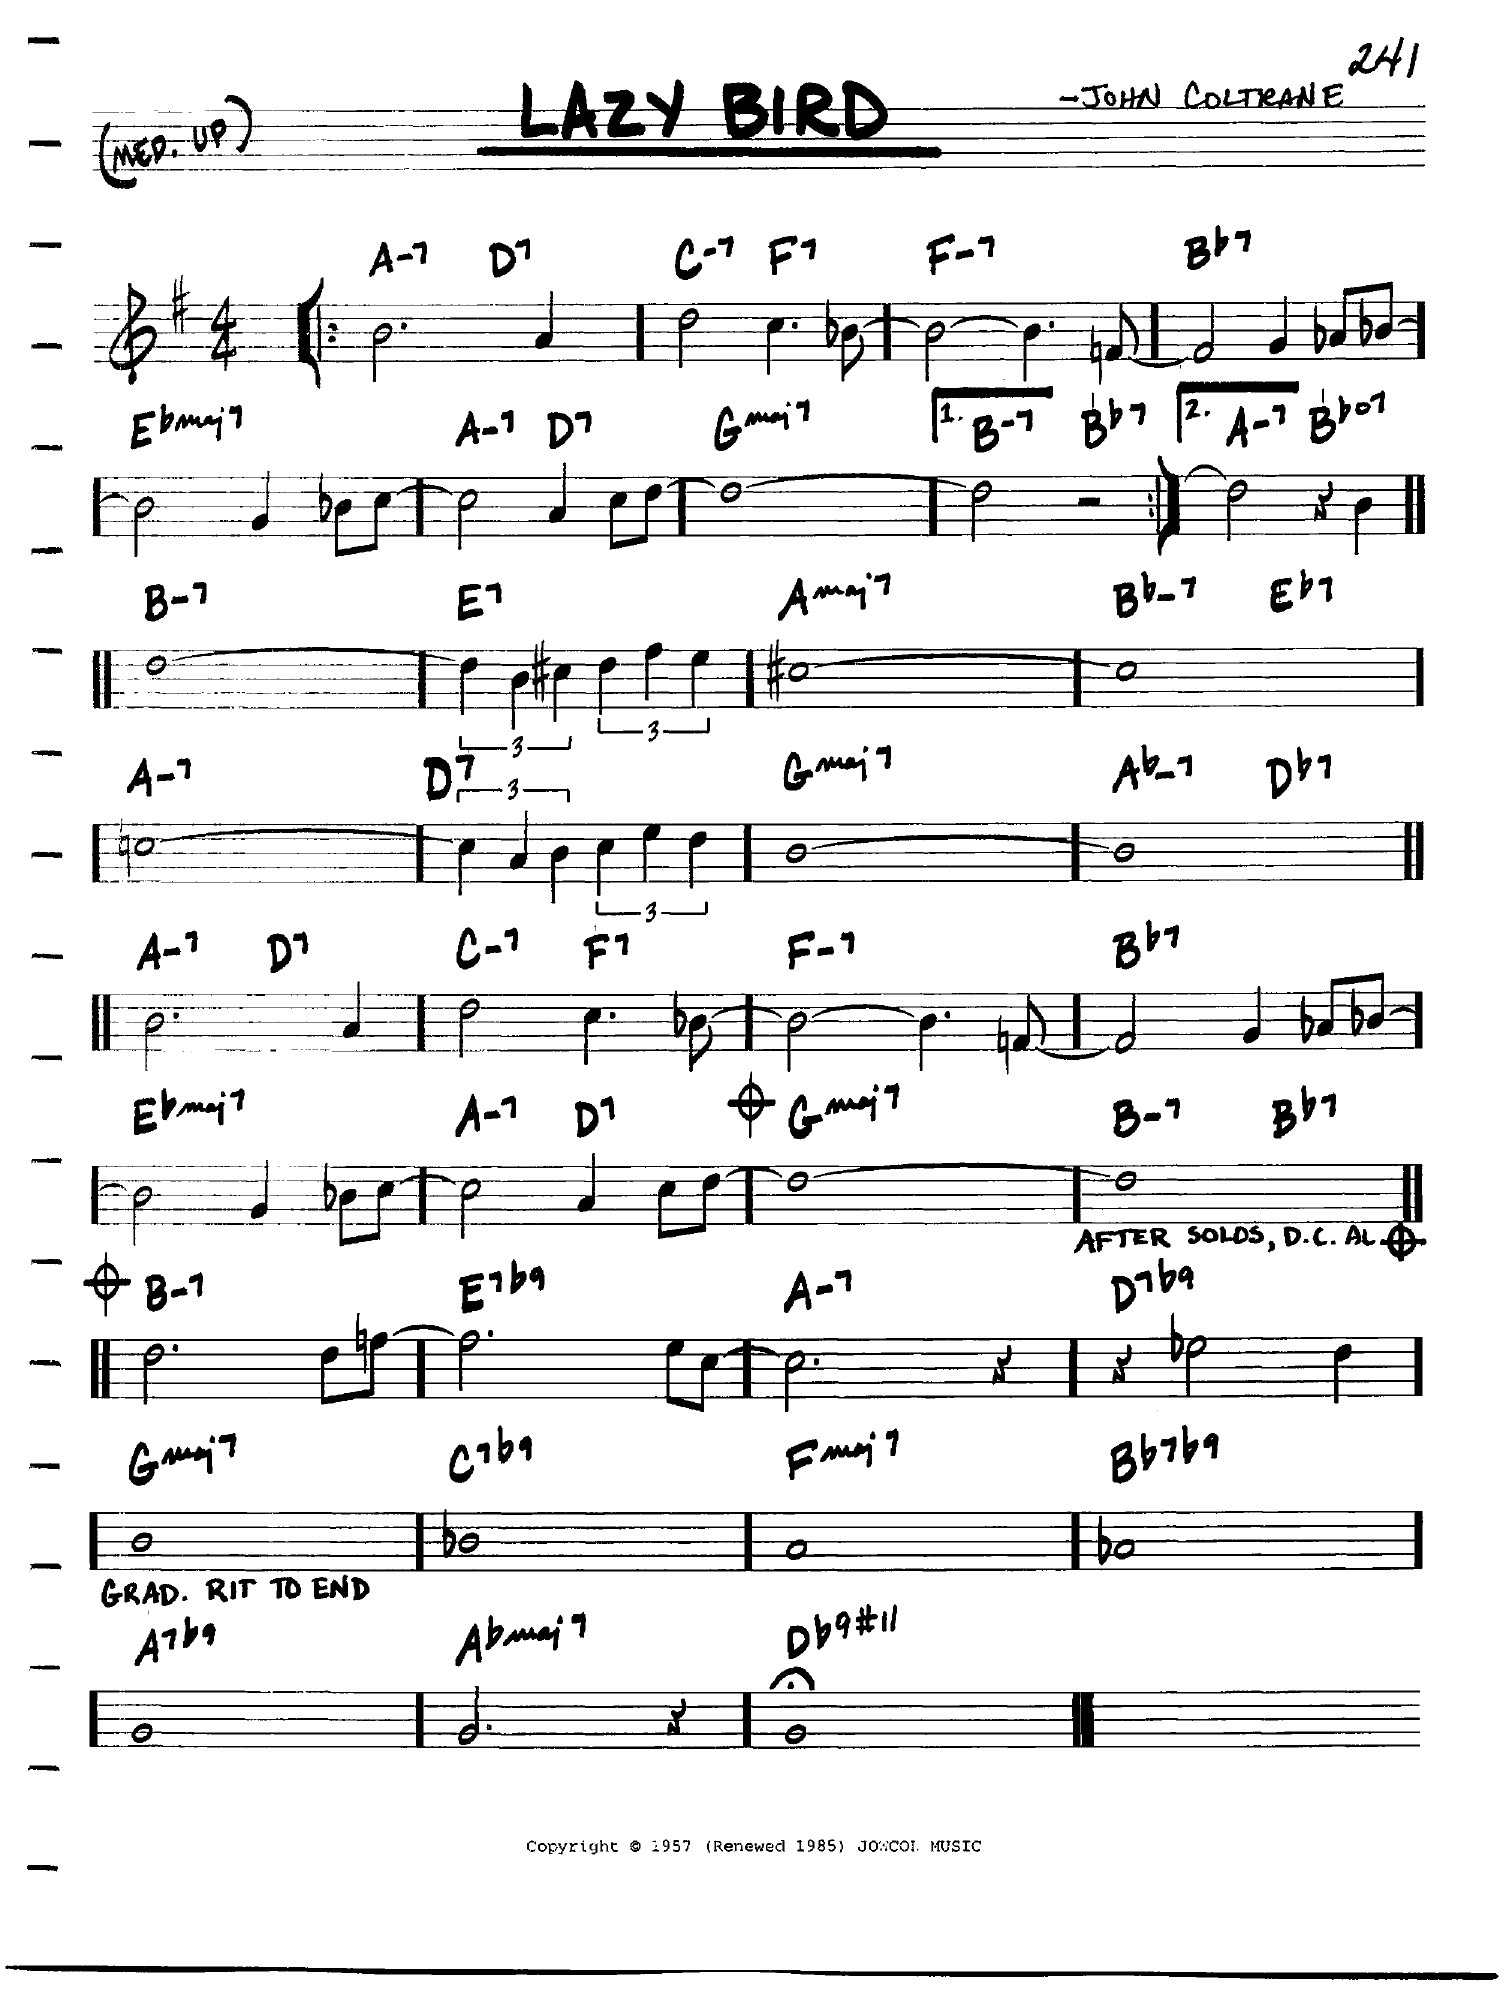 241
LAZY BIRD
-JOHN COLTRANE
(MED. UP)
A-7 D7 C-7 F7 F-7 Bb7
4
4
Ebmaj7 A-7 D7 Gmaj7 1. B-7 Bb7 2. A-7 Bbo7
B-7 E7 Amaj7 Bb-7 Eb7
3 3
A-7 D7 3 Gmaj7 Ab-7 Db7
3
A-7 D7 C-7 F7 F-7 Bb7
Ebmaj7 A-7 D7 Gmaj7 B-7 Bb7
AFTER SOLOS, D.C. AL
B-7 E7b9 A-7 D7b9
Gmaj7 C7b9 Fmaj7 Bb7b9
GRAD. RIT TO END
A7b9 Abmaj7 Db9#11
Copyright © 1957 (Renewed 1985) JOWCOL MUSIC